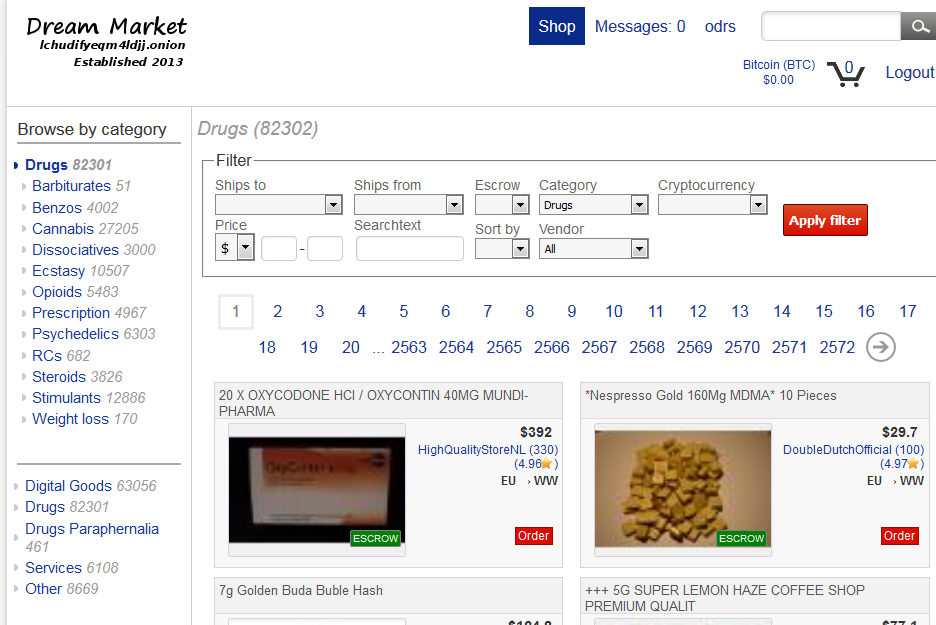 Dream Market
lchudifyeqm4ldjj.onion
Established 2013
Shop Messages: 0 odrs
Bitcoin (BTC)
$0.00
0
Logout
Browse by category
Drugs 82301
Barbiturates 51
Benzos 4002
Cannabis 27205
Dissociatives 3000
Ecstasy 10507
Opioids 5483
Prescription 4967
Psychedelics 6303
RCs 682
Steroids 3826
Stimulants 12886
Weight loss 170
Digital Goods 63056
Drugs 82301
Drugs Paraphernalia
461
Services 6108
Other 8669
Drugs (82302)
Filter
Ships to Ships from Escrow Category Cryptocurrency
Drugs
Price Searchtext Sort by Vendor
$ - All
Apply filter
1 2 3 4 5 6 7 8 9 10 11 12 13 14 15 16 17
18 19 20 ... 2563 2564 2565 2566 2567 2568 2569 2570 2571 2572
20 X OXYCODONE HCl / OXYCONTIN 40MG MUNDI-
PHARMA
$392
HighQualityStoreNL (330)
(4.96)
EU → WW
ESCROW
Order
*Nespresso Gold 160Mg MDMA* 10 Pieces
$29.7
DoubleDutchOfficial (100)
(4.97)
EU → WW
ESCROW
Order
7g Golden Buda Buble Hash
+++ 5G SUPER LEMON HAZE COFFEE SHOP
PREMIUM QUALIT